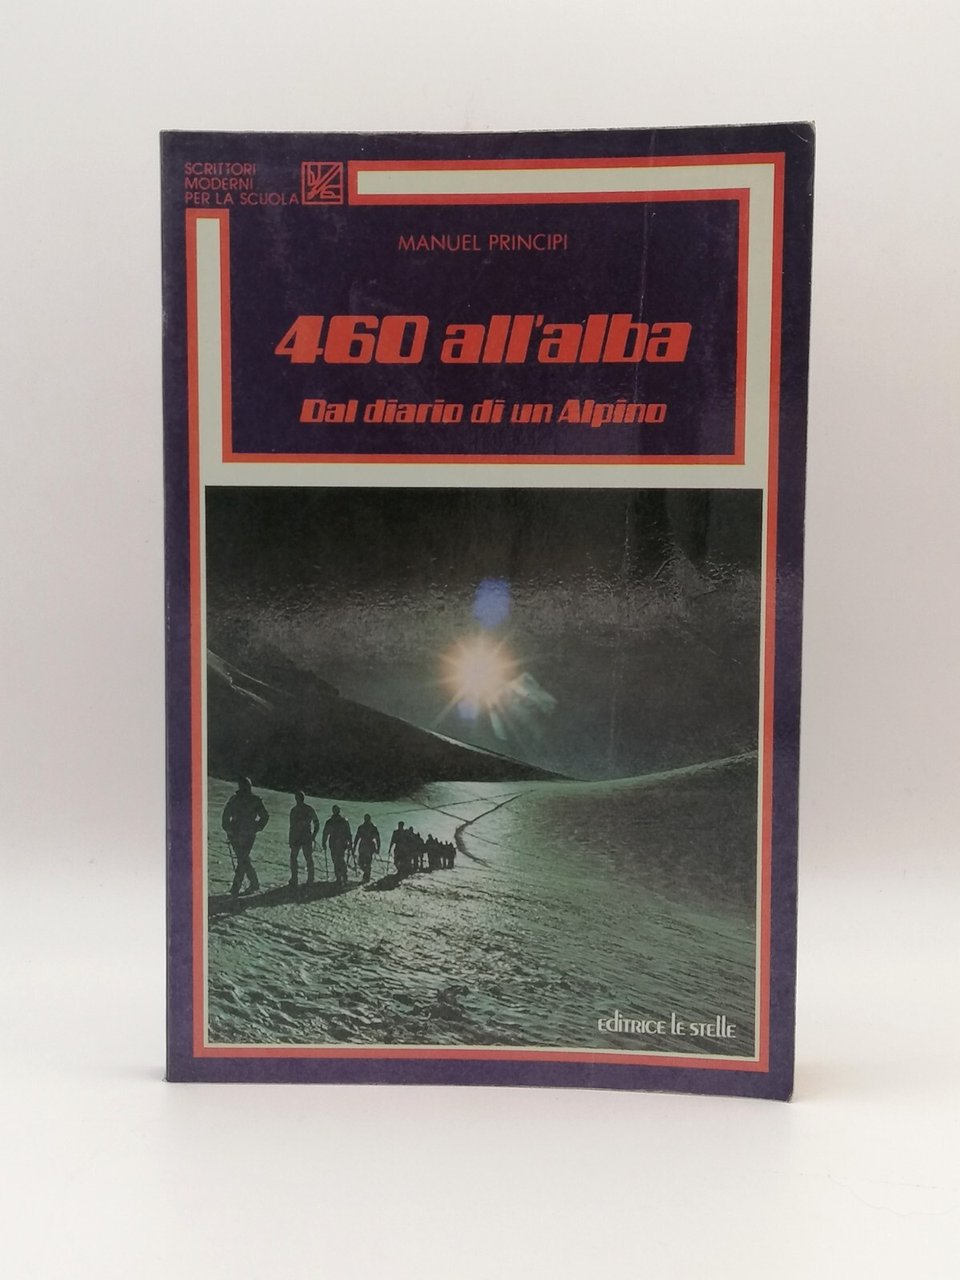 SCRITTORI
MODERNI
PER LA SCUOLA
MANUEL PRINCIPI
460 all'alba
Dal diario di un Alpino
EDITRICE LE STELLE